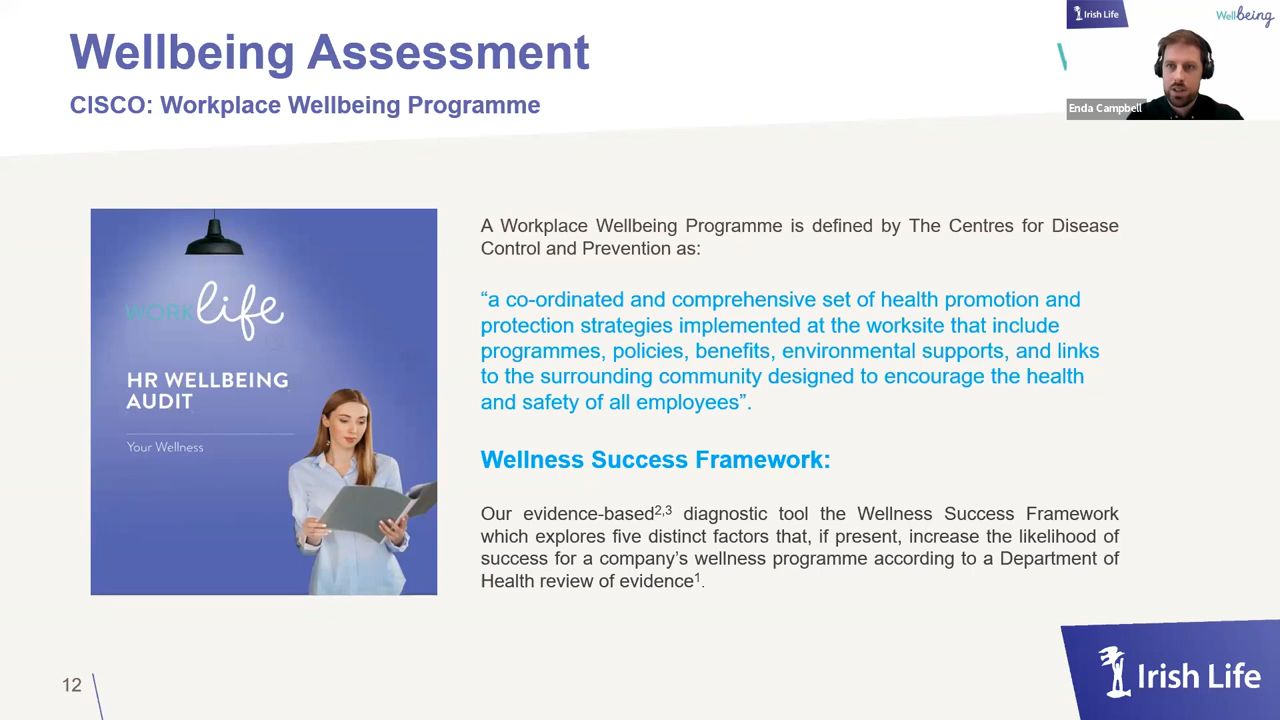 Wellbeing Assessment
CISCO: Workplace Wellbeing Programme
Irish Life
Wellbeing
Enda Campbell
WORK life
HR WELLBEING
AUDIT
Your Wellness
A Workplace Wellbeing Programme is defined by The Centres for Disease
Control and Prevention as:
“a co-ordinated and comprehensive set of health promotion and
protection strategies implemented at the worksite that include
programmes, policies, benefits, environmental supports, and links
to the surrounding community designed to encourage the health
and safety of all employees”.
Wellness Success Framework:
Our evidence-based2,3 diagnostic tool the Wellness Success Framework
which explores five distinct factors that, if present, increase the likelihood of
success for a company’s wellness programme according to a Department of
Health review of evidence1.
12
Irish Life